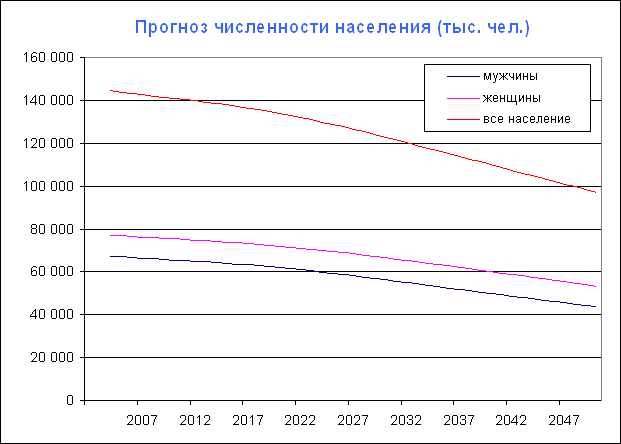 Прогноз численности населения (тыс. чел.)
160 000
140 000
120 000
100 000
80 000
60 000
40 000
20 000
0
мужчины
женщины
все население
2007 2012 2017 2022 2027 2032 2037 2042 2047